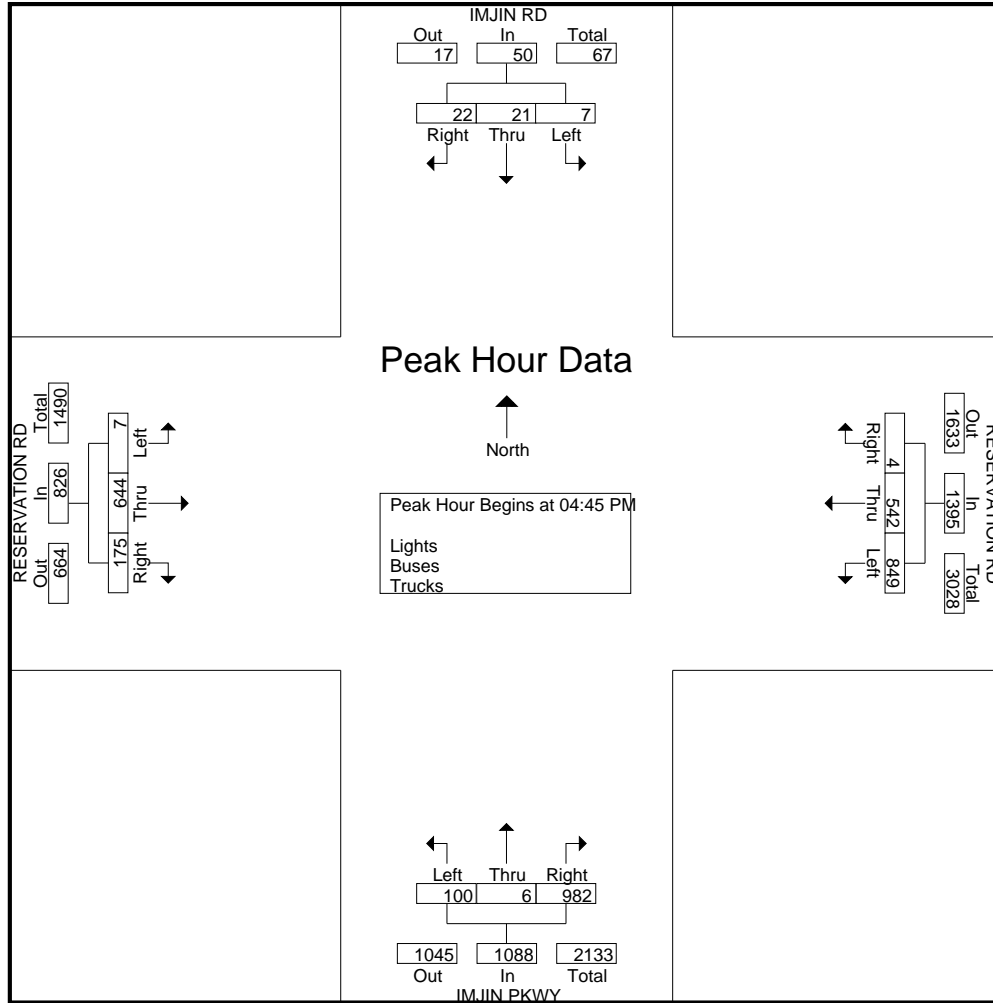 IMJIN RD
Out In Total
17 50 67
22 21 7
Right Thru Left
Peak Hour Data
North
Peak Hour Begins at 04:45 PM
Lights
Buses
Trucks
RESERVATION RD
Out In Total
664 826 1490
175 644 7
Right Thru Left
RESERVATION RD
Out In Total
1633 1395 3028
4 542 849
Right Thru Left
Left Thru Right
100 6 982
1045 1088 2133
Out In Total
IMJIN PKWY